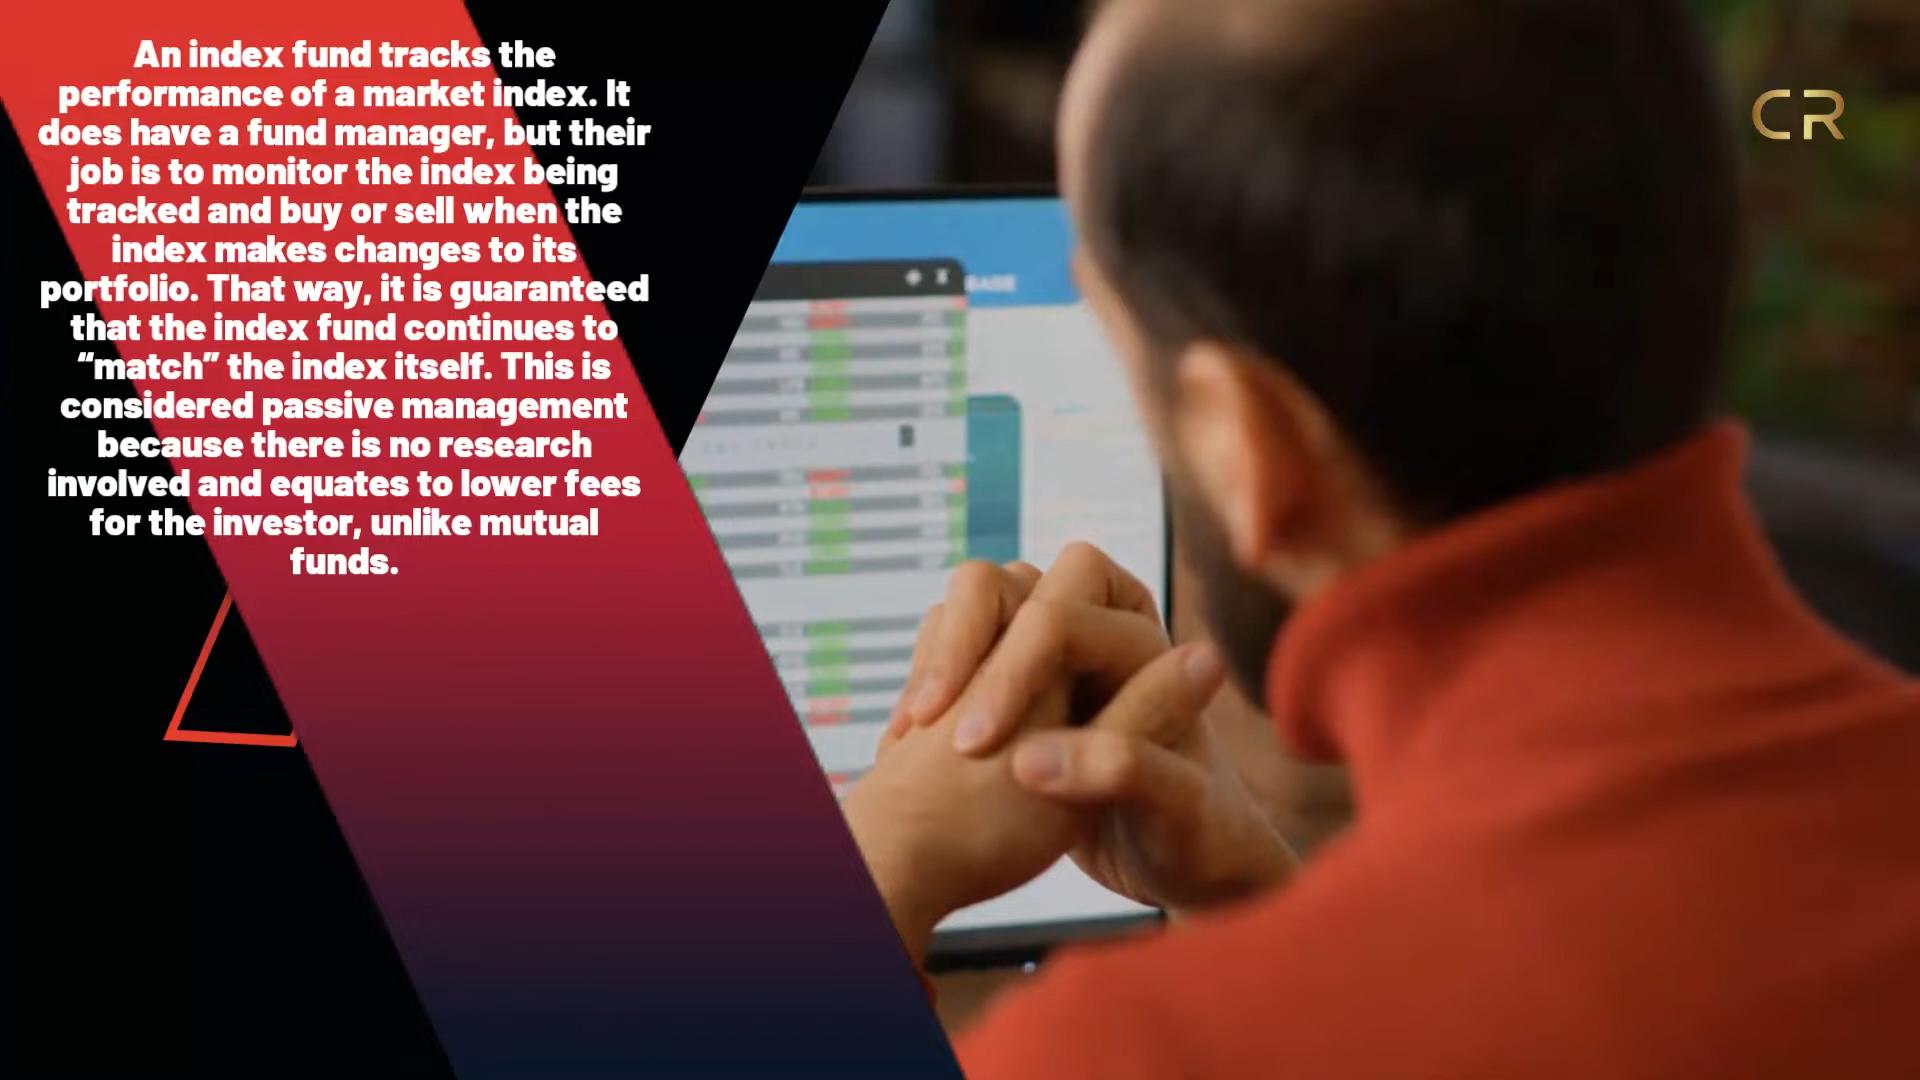 An index fund tracks the
performance of a market index. It
does have a fund manager, but their
job is to monitor the index being
tracked and buy or sell when the
index makes changes to its
portfolio. That way, it is guaranteed
that the index fund continues to
“match” the index itself. This is
considered passive management
because there is no research
involved and equates to lower fees
for the investor, unlike mutual
funds.
CR